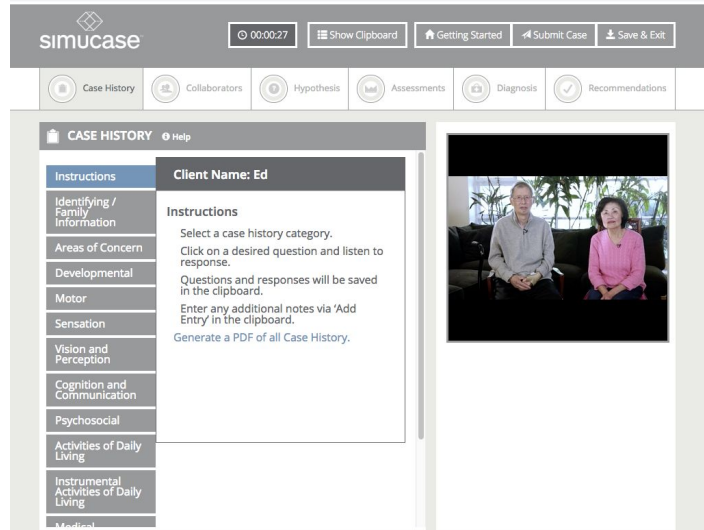 simucase
00:00:27
Show Clipboard
Getting Started
Submit Case
Save & Exit
Case History
Collaborators
Hypothesis
Assessments
Diagnosis
Recommendations
CASE HISTORY Help
Instructions
Identifying /
Family
Information
Areas of Concern
Developmental
Motor
Sensation
Vision and
Perception
Cognition and
Communication
Psychosocial
Activities of Daily
Living
Instrumental
Activities of Daily
Living
Medical
Client Name: Ed
Instructions
Select a case history category.
Click on a desired question and listen to
response.
Questions and responses will be saved
in the clipboard.
Enter any additional notes via 'Add
Entry' in the clipboard.
Generate a PDF of all Case History.